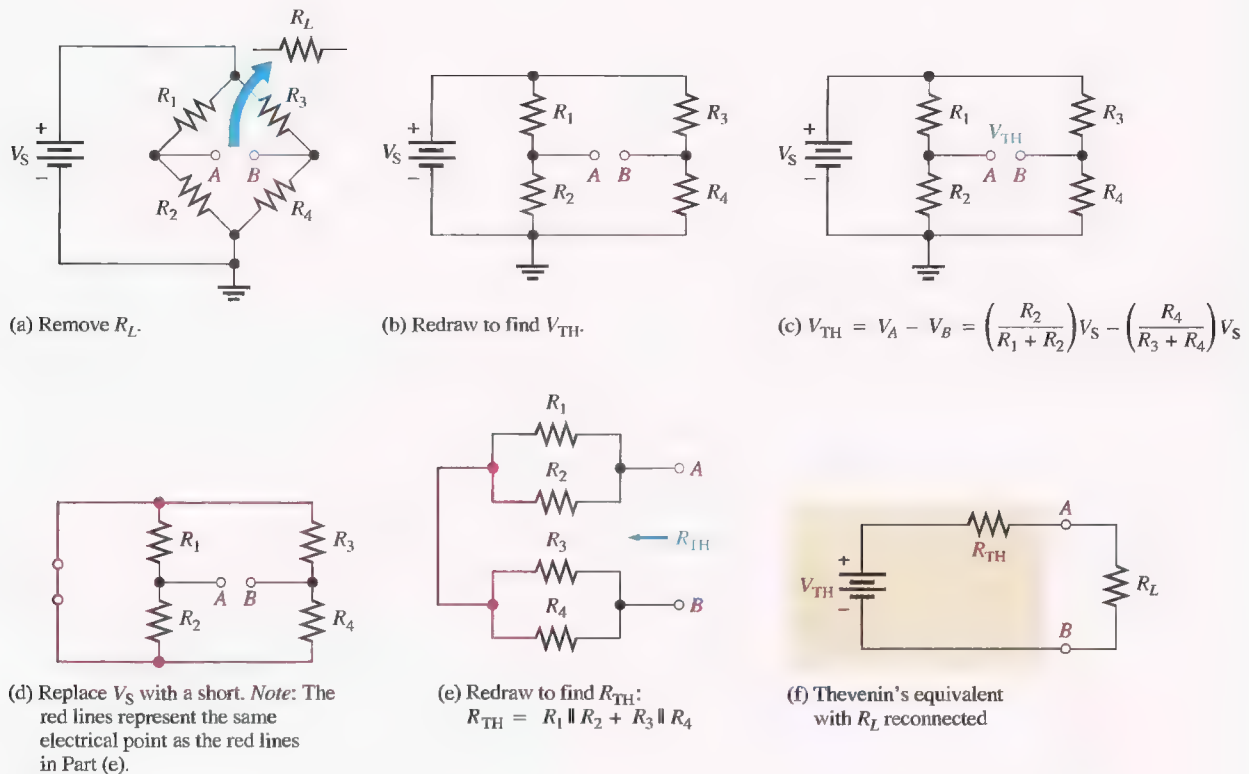 R_L
R_1
R_3
+
V_S
−
A B
R_2
R_4
(a) Remove R_L.
R_1
R_3
+
V_S
−
A B
R_2
R_4
(b) Redraw to find V_TH.
R_1
V_TH
R_3
+
V_S
−
A B
R_2
R_4
(c) V_TH = V_A − V_B = (R_2 / (R_1 + R_2)) V_S − (R_4 / (R_3 + R_4)) V_S
R_1
R_3
A B
R_2
R_4
(d) Replace V_S with a short. Note: The
red lines represent the same
electrical point as the red lines
in Part (e).
R_1
A
R_2
R_3
R_TH
R_4
B
(e) Redraw to find R_TH:
R_TH = R_1 ∥ R_2 + R_3 ∥ R_4
A
R_TH
+
V_TH
−
R_L
B
(f) Thevenin's equivalent
with R_L reconnected